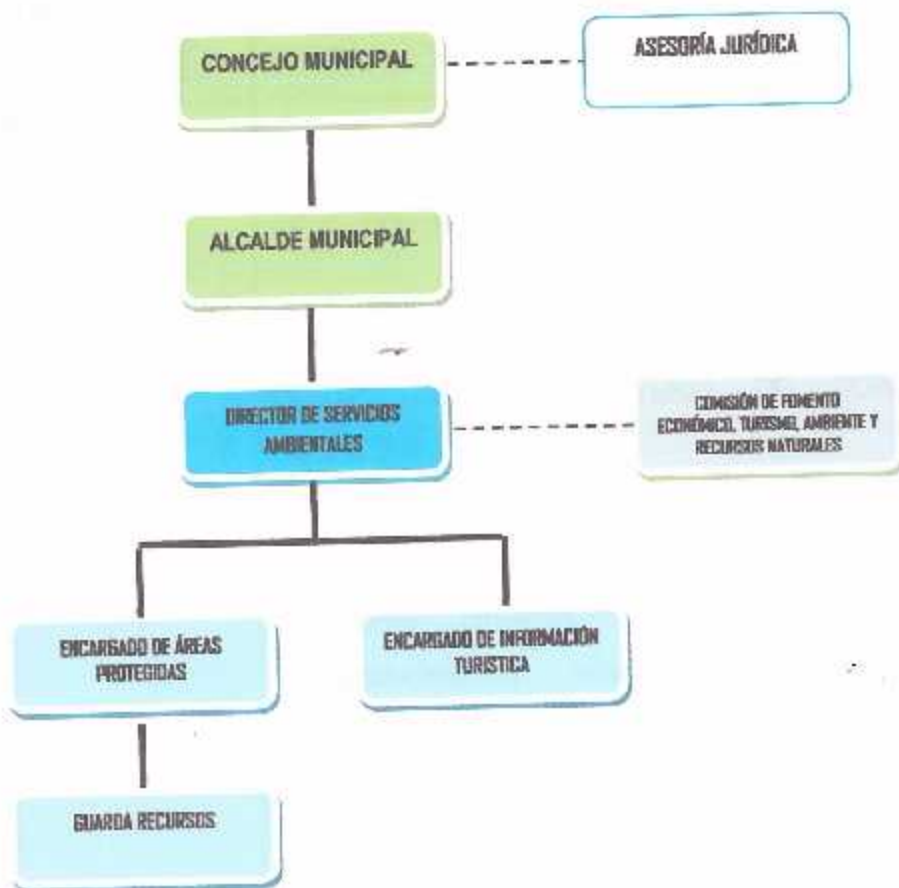 CONCEJO MUNICIPAL
ASESORÍA JURÍDICA
ALCALDE MUNICIPAL
DIRECTOR DE SERVICIOS
AMBIENTALES
COMISIÓN DE FOMENTO
ECONÓMICO, TURISMO, AMBIENTE Y
RECURSOS NATURALES
ENCARGADO DE ÁREAS
PROTEGIDAS
ENCARGADO DE INFORMACIÓN
TURISTICA
GUARDA RECURSOS